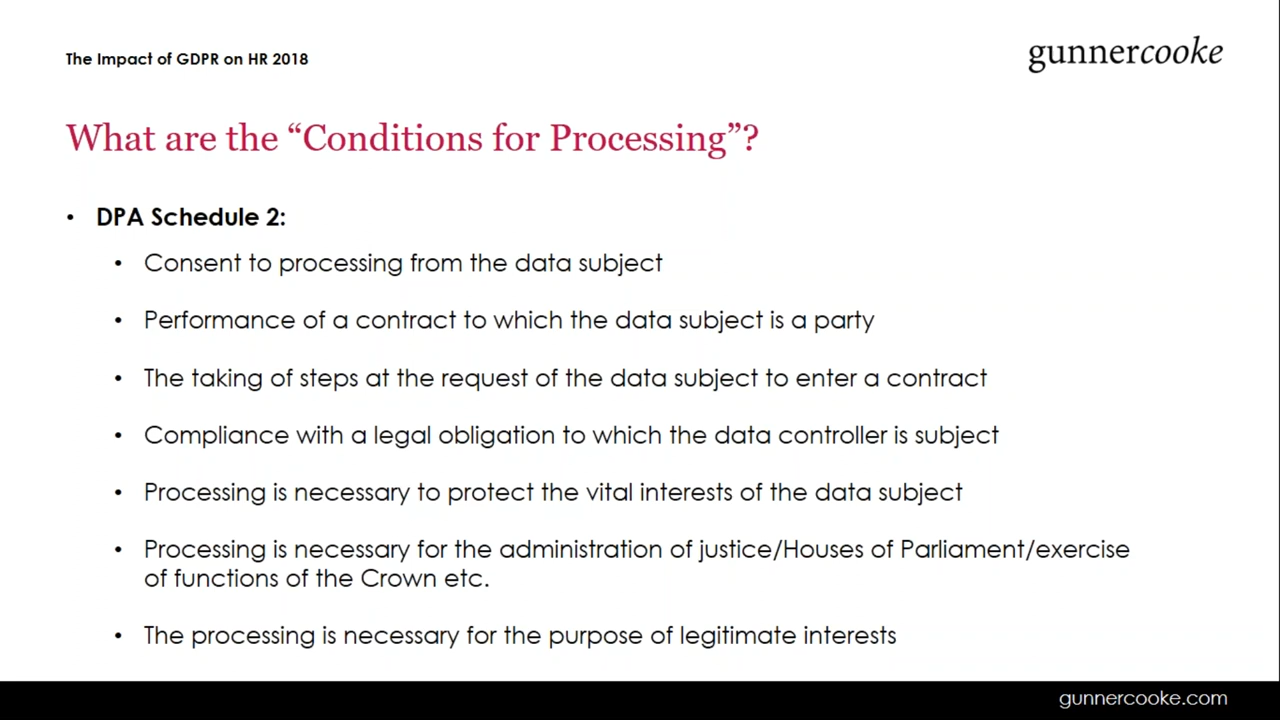 The Impact of GDPR on HR 2018
gunnercooke
What are the “Conditions for Processing”?
• DPA Schedule 2:
• Consent to processing from the data subject
• Performance of a contract to which the data subject is a party
• The taking of steps at the request of the data subject to enter a contract
• Compliance with a legal obligation to which the data controller is subject
• Processing is necessary to protect the vital interests of the data subject
• Processing is necessary for the administration of justice/Houses of Parliament/exercise
of functions of the Crown etc.
• The processing is necessary for the purpose of legitimate interests
gunnercooke.com